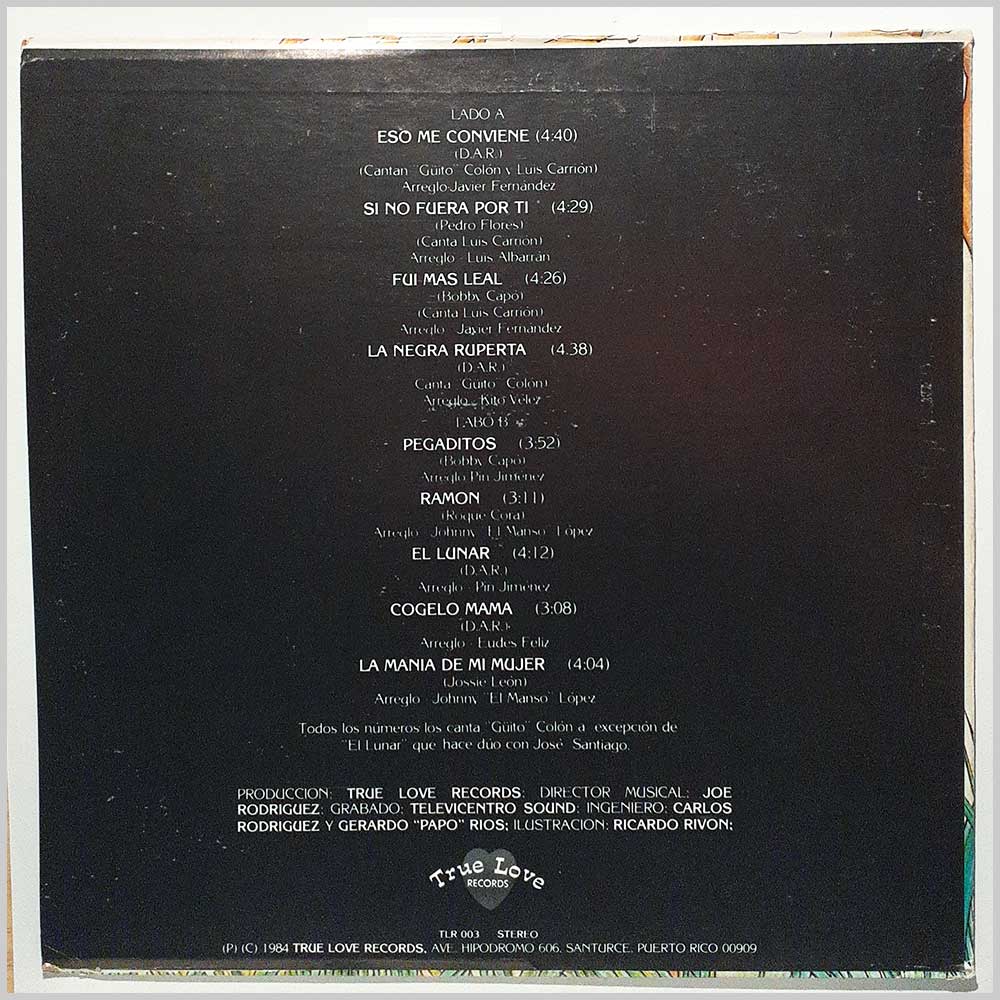 LADO A
ESO ME CONVIENE (4:40)
(D.A.R.)
(Cantan "Güito" Colón y Luis Carrión)
Arreglo-Javier Fernández
SI NO FUERA POR TI (4:29)
(Pedro Flores)
(Canta Luis Carrión)
Arreglo - Luis Albarrán
FUI MAS LEAL (4:26)
(Bobby Capó)
(Canta Luis Carrión)
Arreglo - Javier Fernández
LA NEGRA RUPERTA (4.38)
(D.A.R.)
Canta "Güito" Colón)
Arreglo - Kito Vélez
LADO B
PEGADITOS (3:52)
(Bobby Capó)
Arreglo Pin Jiménez
RAMON (3:11)
(Roque Cora)
Arreglo - Johnny "El Manso" López
EL LUNAR (4:12)
(D.A.R.)
Arreglo - Pin Jiménez
COGELO MAMA (3:08)
(D.A.R.)
Arreglo - Eudes Feliz
LA MANIA DE MI MUJER (4:04)
(Jossie León)
Arreglo - Johnny "El Manso" López
Todos los números los canta "Güito" Colón a excepción de
"El Lunar" que hace dúo con José Santiago.
PRODUCCION: TRUE LOVE RECORDS; DIRECTOR MUSICAL: JOE
RODRIGUEZ; GRABADO: TELEVICENTRO SOUND; INGENIERO: CARLOS
RODRIGUEZ Y GERARDO "PAPO" RIOS; ILUSTRACION: RICARDO RIVON;
True Love
RECORDS
TLR 003 STEREO
(P) (C) 1984 TRUE LOVE RECORDS, AVE. HIPODROMO 606, SANTURCE, PUERTO RICO 00909